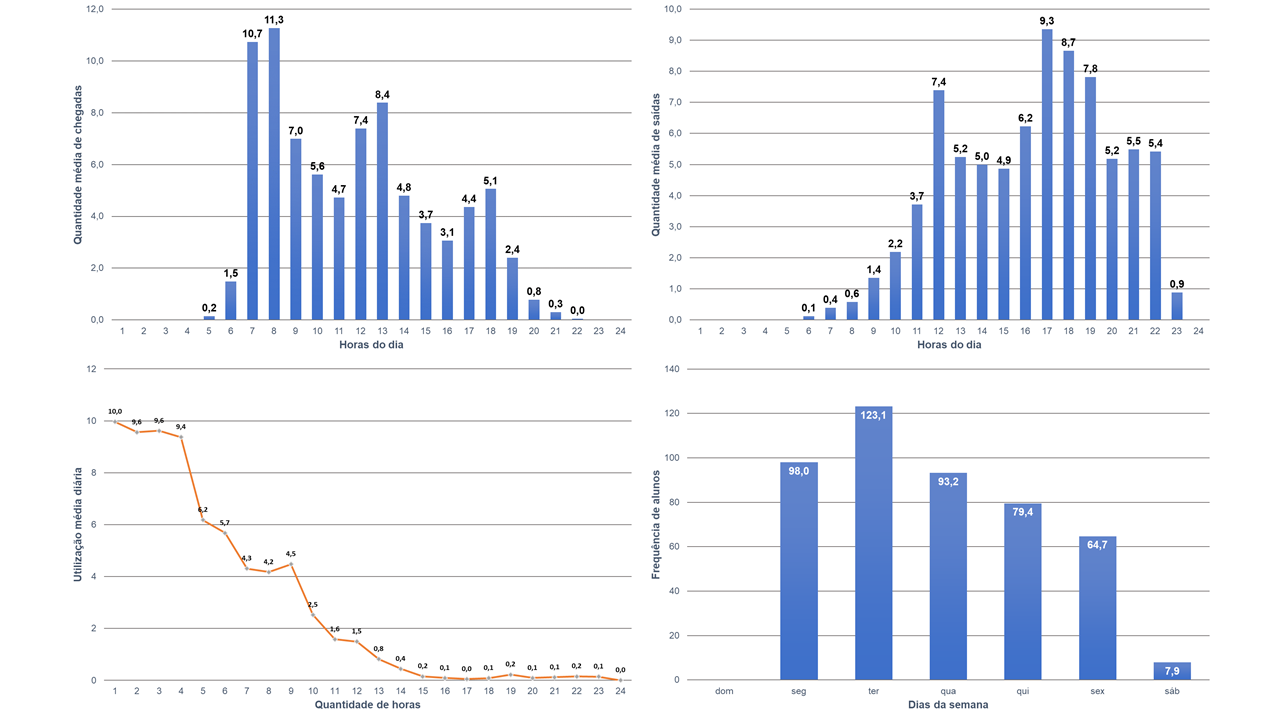 12,0
10,0
8,0
6,0
4,0
2,0
0,0
Quantidade média de chegadas
0,2 1,5 10,7 11,3 7,0 5,6 4,7 7,4 8,4 4,8 3,7 3,1 4,4 5,1 2,4 0,8 0,3 0,0
1 2 3 4 5 6 7 8 9 10 11 12 13 14 15 16 17 18 19 20 21 22 23 24
Horas do dia
10,0
9,0
8,0
7,0
6,0
5,0
4,0
3,0
2,0
1,0
0,0
Quantidade média de saídas
0,1 0,4 0,6 1,4 2,2 3,7 7,4 5,2 5,0 4,9 6,2 9,3 8,7 7,8 5,2 5,5 5,4 0,9
1 2 3 4 5 6 7 8 9 10 11 12 13 14 15 16 17 18 19 20 21 22 23 24
Horas do dia
12
10
8
6
4
2
0
Utilização média diária
10,0 9,6 9,6 9,4 6,2 5,7 4,3 4,2 4,5 2,5 1,6 1,5 0,8 0,4 0,2 0,1 0,0 0,1 0,2 0,1 0,1 0,2 0,1 0,0
1 2 3 4 5 6 7 8 9 10 11 12 13 14 15 16 17 18 19 20 21 22 23 24
Quantidade de horas
140
120
100
80
60
40
20
0
Frequência de alunos
98,0 123,1 93,2 79,4 64,7 7,9
dom seg ter qua qui sex sáb
Dias da semana